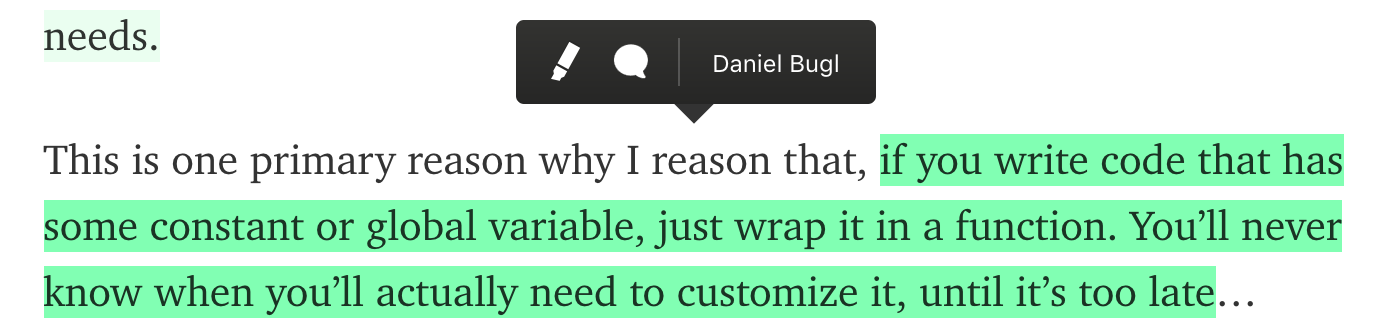 needs.
Daniel Bugl
This is one primary reason why I reason that, if you write code that has
some constant or global variable, just wrap it in a function. You’ll never
know when you’ll actually need to customize it, until it’s too late…